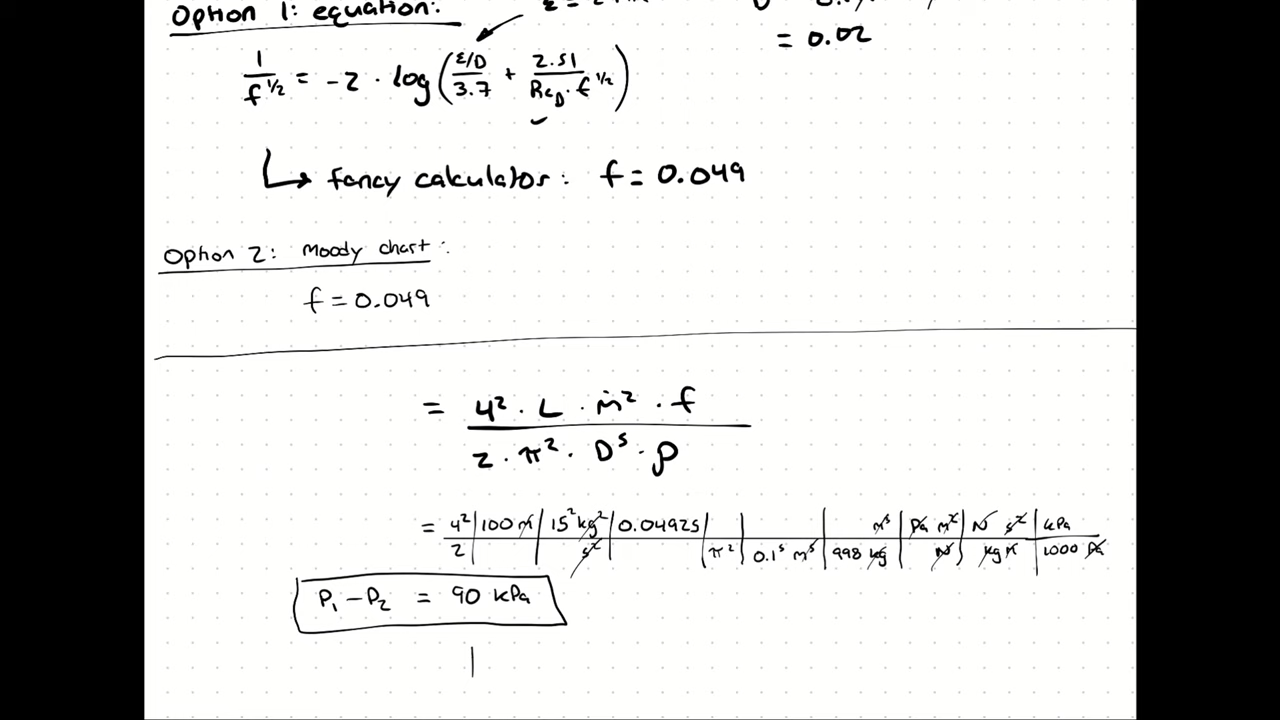 Option 1: equation:
= 0.02
1/f^1/2 = -2 · log(ε/D/3.7 + 2.51/Re_D · f^1/2)
↳ fancy calculator: f = 0.049
Option 2: Moody chart:
f = 0.049
= 4² · L · ṁ² · f / 2 · π² · D⁵ · ρ
= 4² | 100 m | 15² kg² | 0.04925 | | | m³ | Pa m² | N s² | kPa
2 | | s² | | π² | 0.1⁵ m⁵ | 998 kg | N | kg m | 1000 Pa
P₁ - P₂ = 90 kPa